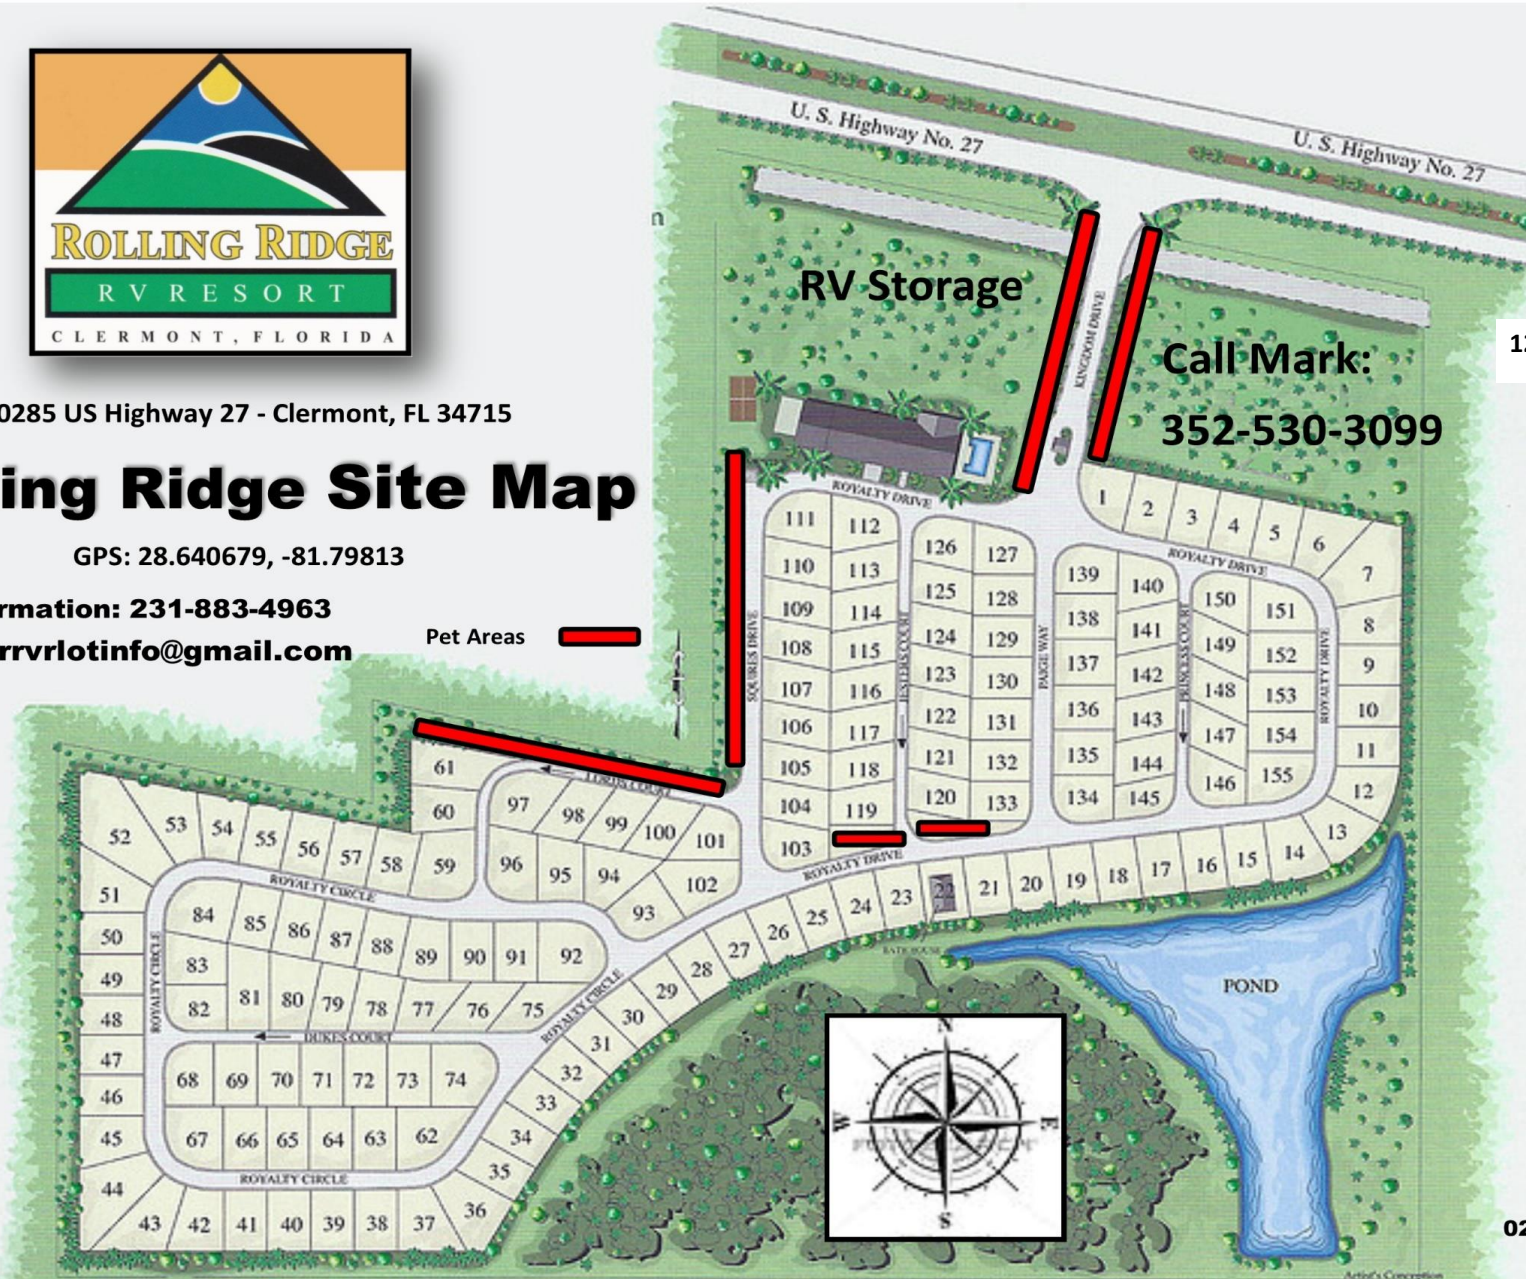 ROLLING RIDGE
RV RESORT
CLERMONT, FLORIDA
0285 US Highway 27 - Clermont, FL 34715
ing Ridge Site Map
GPS: 28.640679, -81.79813
rmation: 231-883-4963
rrvrlotinfo@gmail.com
Pet Areas
U. S. Highway No. 27
U. S. Highway No. 27
n
RV Storage
KINGDOM DRIVE
Call Mark:
352-530-3099
12
ROYALTY DRIVE
1 2 3 4 5 6
ROYALTY DRIVE
7
8
9
10
11
12
13
ROYALTY DRIVE
SQUIRES DRIVE
111 112
110 113
109 114
108 115
107 116
106 117
105 118
104 119
103
JESTERS COURT
126 127
125 128
124 129
123 130
122 131
121 132
120 133
PAIGE WAY
139 140
138 141
137 142
136 143
135 144
134 145
PRINCESS COURT
150 151
149 152
148 153
147 154
146 155
ROYALTY DRIVE
14
15
16
17
18
19
20
21
22
23
24
25
26
27
28
29
30
31
32
33
34
35
36
BATH HOUSE
LORDS COURT
61
60
97 98 99 100 101
96 95 94 93 102
52 53 54 55 56 57 58 59
51
50
49
48
47
46
45
44
43 42 41 40 39 38 37
ROYALTY CIRCLE
ROYALTY CIRCLE
84 85 86 87 88 89 90 91 92
83
82 81 80 79 78 77 76 75
ROYALTY CIRCLE
DUKES COURT
68 69 70 71 72 73 74
67 66 65 64 63 62
ROYALTY CIRCLE
POND
N
W
E
S
02
Artist's Conception